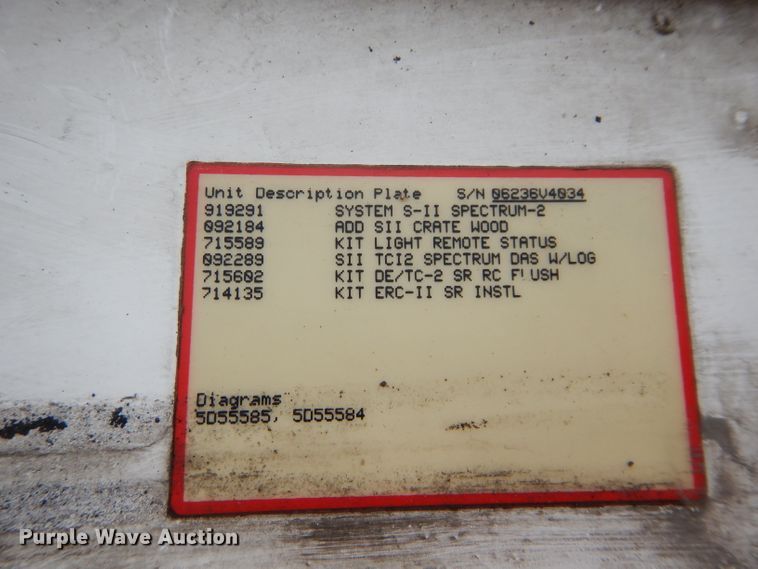 Unit Description Plate S/N 06236V4034
919291 SYSTEM S-II SPECTRUM-2
092184 ADD SII CRATE WOOD
715589 KIT LIGHT REMOTE STATUS
092289 SII TCI2 SPECTRUM DAS W/LOG
715602 KIT DE/TC-2 SR RC FLUSH
714135 KIT ERC-II SR INSTL
Diagrams
5D55585, 5D55584
Purple Wave Auction